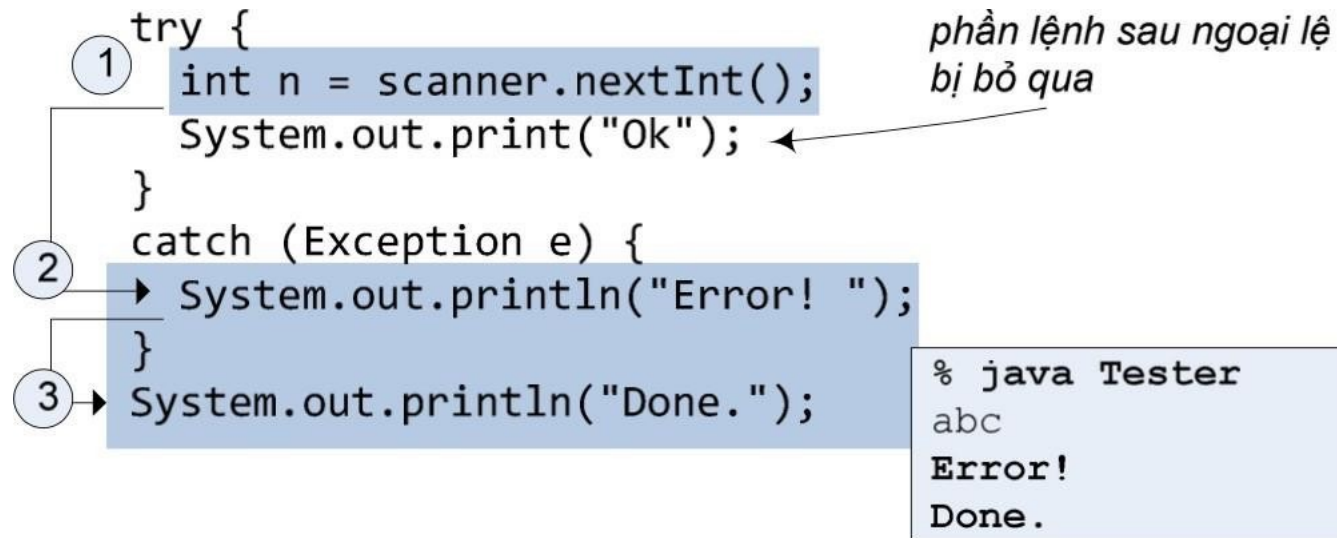 try {
1
int n = scanner.nextInt();
System.out.print("Ok");
}
catch (Exception e) {
2
System.out.println("Error! ");
}
3
System.out.println("Done.");
phần lệnh sau ngoại lệ
bị bỏ qua
% java Tester
abc
Error!
Done.